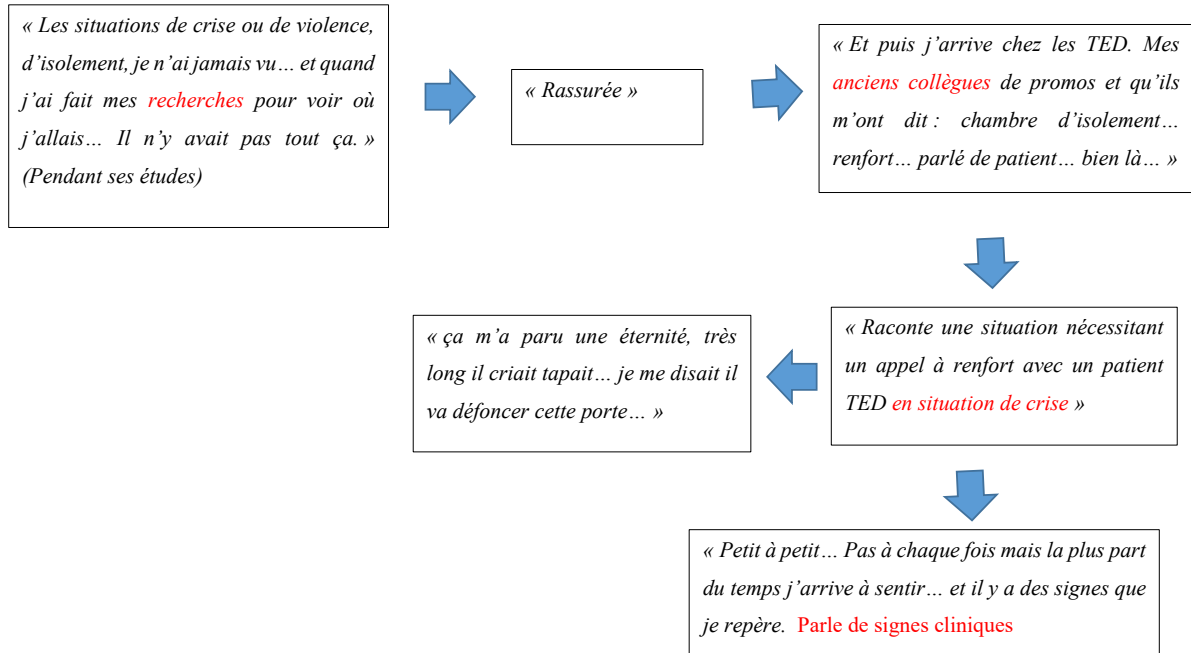 « Les situations de crise ou de violence,
d'isolement, je n'ai jamais vu… et quand
j'ai fait mes recherches pour voir où
j'allais… Il n'y avait pas tout ça. »
(Pendant ses études)
« Rassurée »
« Et puis j'arrive chez les TED. Mes
anciens collègues de promos et qu'ils
m'ont dit : chambre d'isolement…
renfort… parlé de patient… bien là… »
« Raconte une situation nécessitant
un appel à renfort avec un patient
TED en situation de crise »
« ça m'a paru une éternité, très
long il criait tapait… je me disait il
va défoncer cette porte… »
« Petit à petit… Pas à chaque fois mais la plus part
du temps j'arrive à sentir… et il y a des signes que
je repère. Parle de signes cliniques